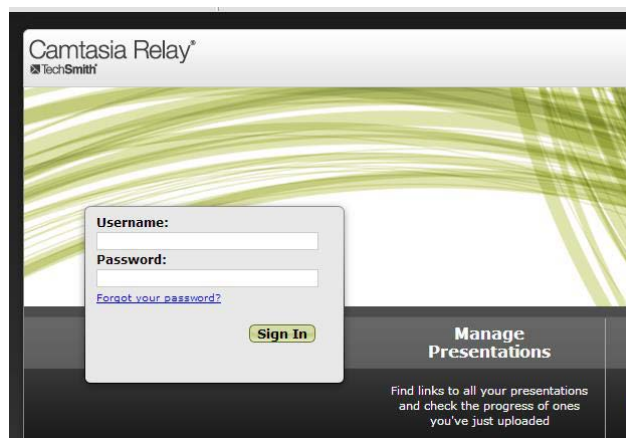 Camtasia Relay®
TechSmith®
Username:
Password:
Forgot your password?
Sign In
Manage
Presentations
Find links to all your presentations
and check the progress of ones
you've just uploaded